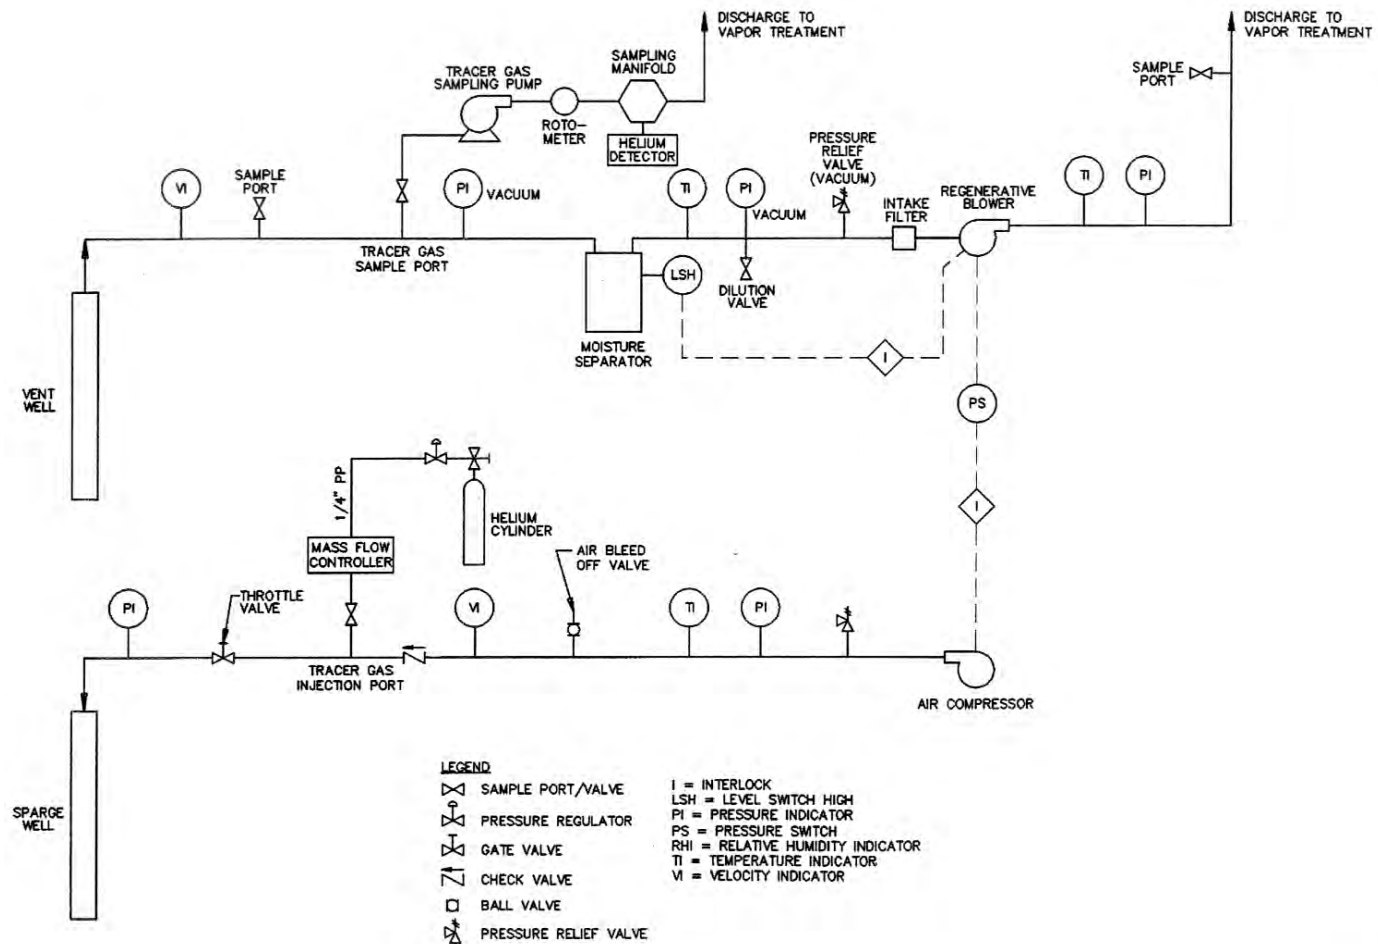 DISCHARGE TO
VAPOR TREATMENT
DISCHARGE TO
VAPOR TREATMENT
SAMPLING
MANIFOLD
TRACER GAS
SAMPLING PUMP
SAMPLE
PORT
ROTO-
METER
HELIUM
DETECTOR
PRESSURE
RELIEF
VALVE
(VACUUM)
VI
SAMPLE
PORT
PI
VACUUM
TI
PI
VACUUM
INTAKE
FILTER
REGENERATIVE
BLOWER
TI
PI
TRACER GAS
SAMPLE PORT
LSH
DILUTION
VALVE
MOISTURE
SEPARATOR
I
VENT
WELL
PS
1/4" PP
HELIUM
CYLINDER
I
MASS FLOW
CONTROLLER
AIR BLEED
OFF VALVE
PI
THROTTLE
VALVE
VI
TI
PI
TRACER GAS
INJECTION PORT
AIR COMPRESSOR
SPARGE
WELL
LEGEND
SAMPLE PORT/VALVE
PRESSURE REGULATOR
GATE VALVE
CHECK VALVE
BALL VALVE
PRESSURE RELIEF VALVE
I = INTERLOCK
LSH = LEVEL SWITCH HIGH
PI = PRESSURE INDICATOR
PS = PRESSURE SWITCH
RHI = RELATIVE HUMIDITY INDICATOR
TI = TEMPERATURE INDICATOR
VI = VELOCITY INDICATOR